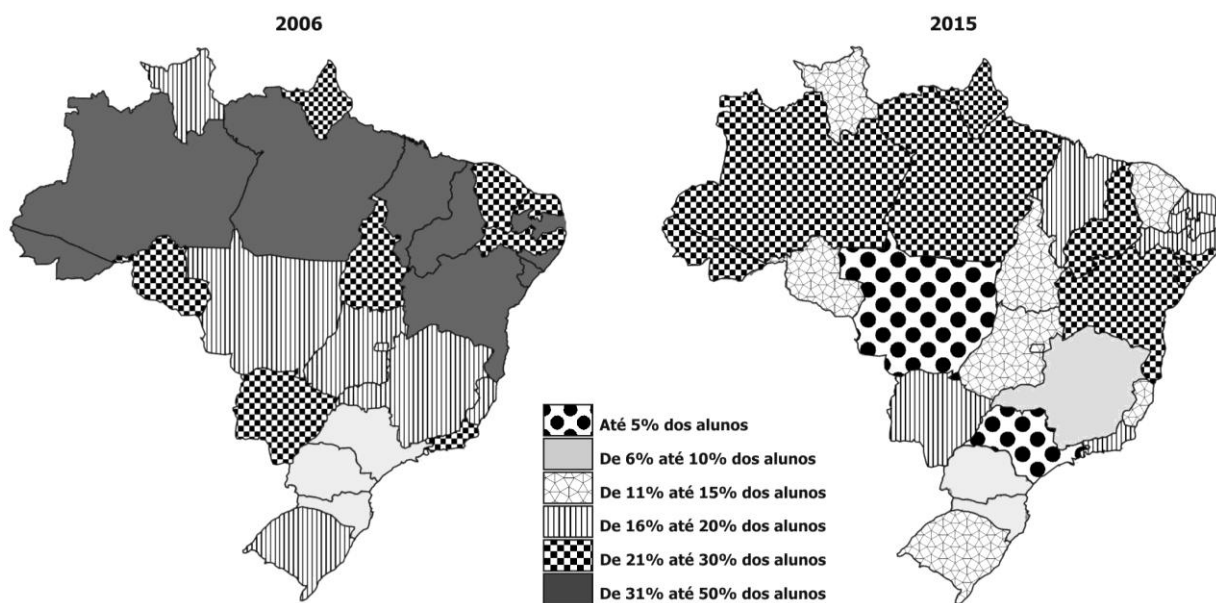 2006
2015
Até 5% dos alunos
De 6% até 10% dos alunos
De 11% até 15% dos alunos
De 16% até 20% dos alunos
De 21% até 30% dos alunos
De 31% até 50% dos alunos